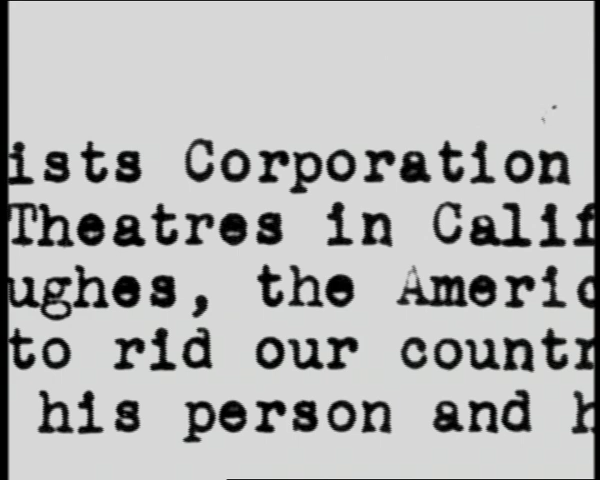 ists Corporation
Theatres in Calif
ughes, the Americ
to rid our countr
his person and h